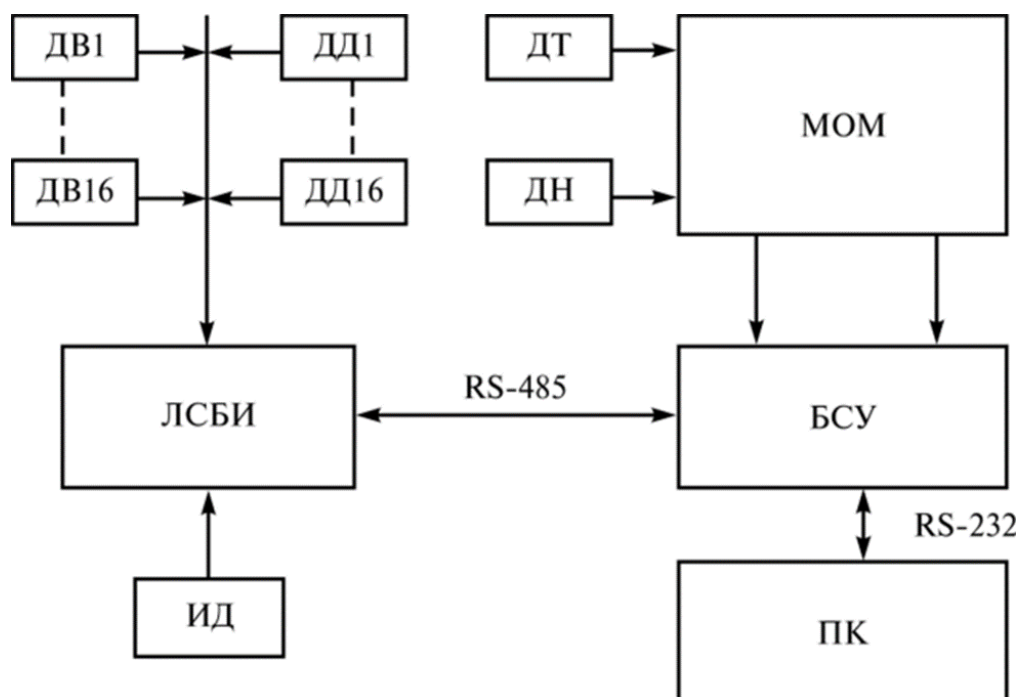 ДВ1
ДД1
ДТ
МОМ
ДВ16
ДД16
ДН
RS-485
ЛСБИ
БСУ
RS-232
ИД
ПК